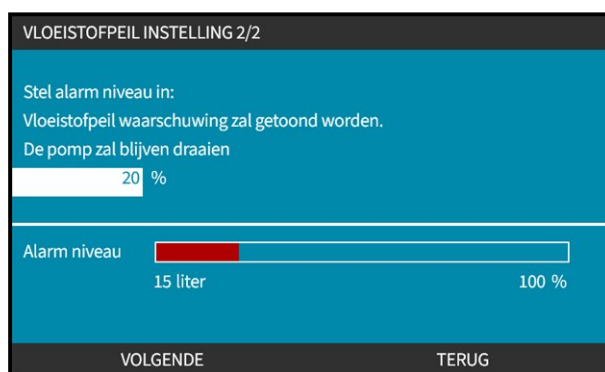 VLOEISTOFPEIL INSTELLING 2/2
Stel alarm niveau in:
Vloeistofpeil waarschuwing zal getoond worden.
De pomp zal blijven draaien
20 %
Alarm niveau
15 liter 100 %
VOLGENDE TERUG